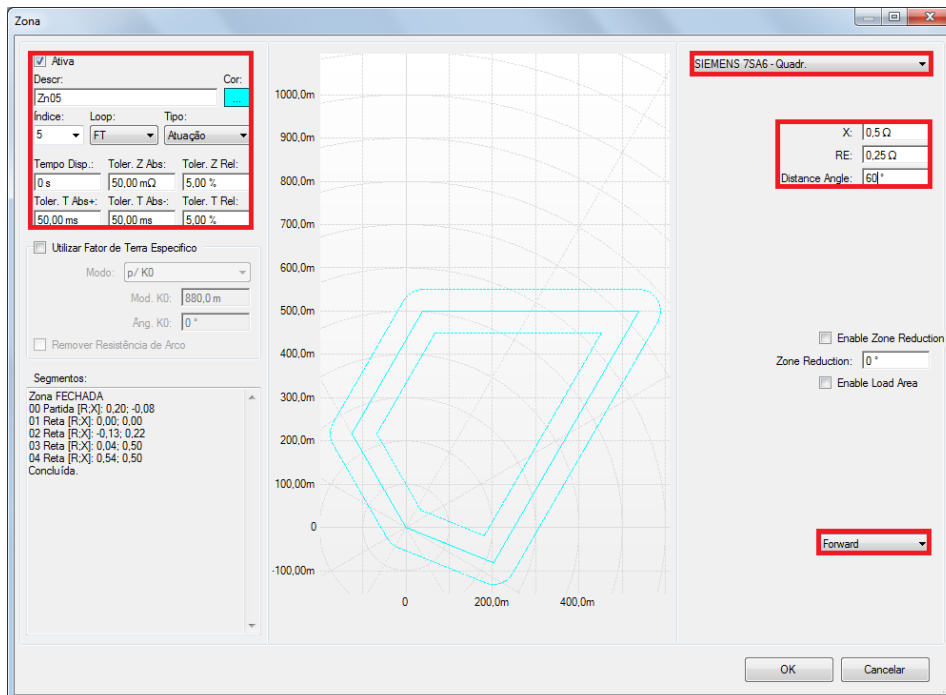 Zona
Ativa
Descr: Cor:
Zn05 ...
Índice: Loop: Tipo:
5 FT Atuação
Tempo Disp.: Toler. Z Abs: Toler. Z Rel:
0 s 50,00 mΩ 5,00 %
Toler. T Abs+: Toler. T Abs-: Toler. T Rel:
50,00 ms 50,00 ms 5,00 %
Utilizar Fator de Terra Especifico
Modo: p/ K0
Mod. K0: 880,0 m
Âng. K0: 0 °
Remover Resistência de Arco
Segmentos:
Zona FECHADA
00 Partida [R;X]: 0,20; -0,08
01 Reta [R;X]: 0,00; 0,00
02 Reta [R;X]: -0,13; 0,22
03 Reta [R;X]: 0,04; 0,50
04 Reta [R;X]: 0,54; 0,50
Concluída.
1000,0m
900,0m
800,0m
700,0m
600,0m
500,0m
400,0m
300,0m
200,0m
100,00m
0
-100,00m
0 200,0m 400,0m
SIEMENS 7SA6 - Quadr.
X: 0,5 Ω
RE: 0,25 Ω
Distance Angle: 60 °
Enable Zone Reduction
Zone Reduction: 0 °
Enable Load Area
Forward
OK Cancelar